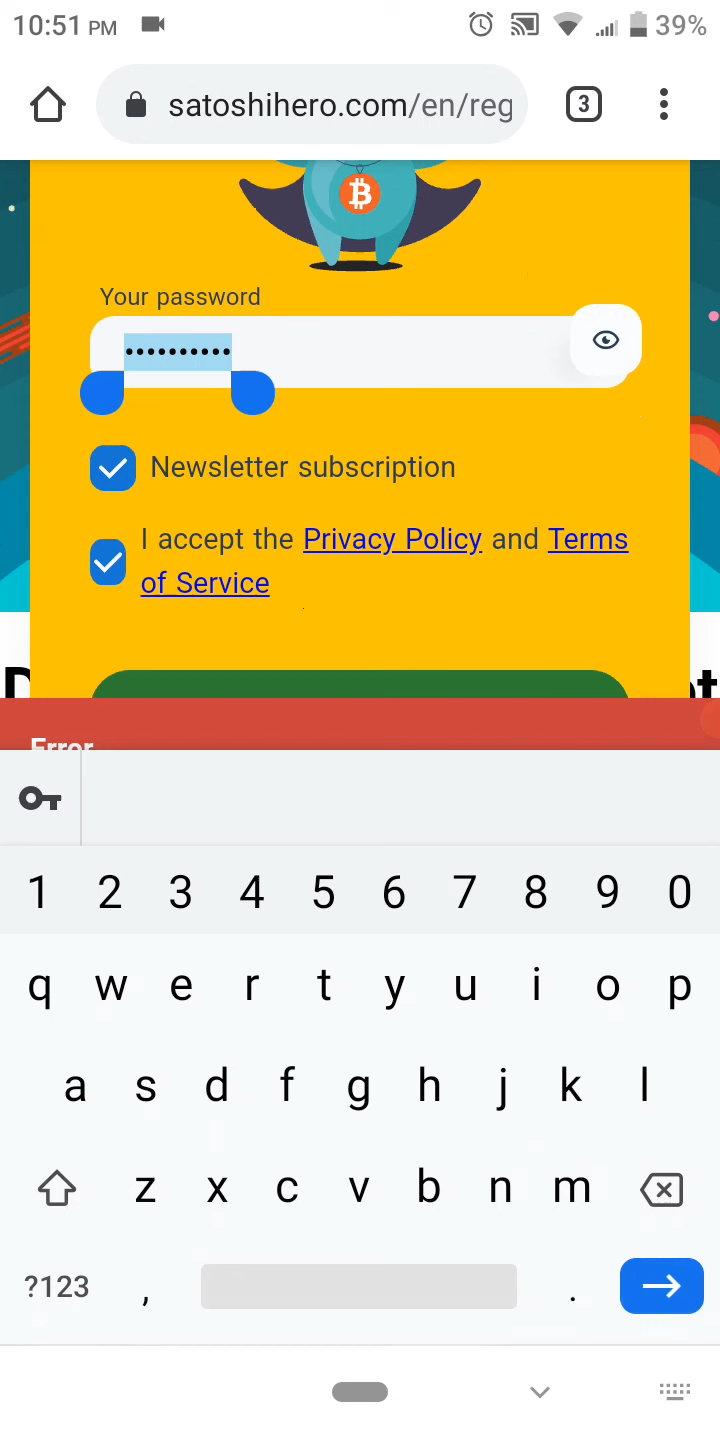 10:51 PM
39%
satoshihero.com/en/reg
3
Your password
••••••••••
Newsletter subscription
I accept the Privacy Policy and Terms
of Service
Error
1 2 3 4 5 6 7 8 9 0
q w e r t y u i o p
a s d f g h j k l
z x c v b n m
?123 , .